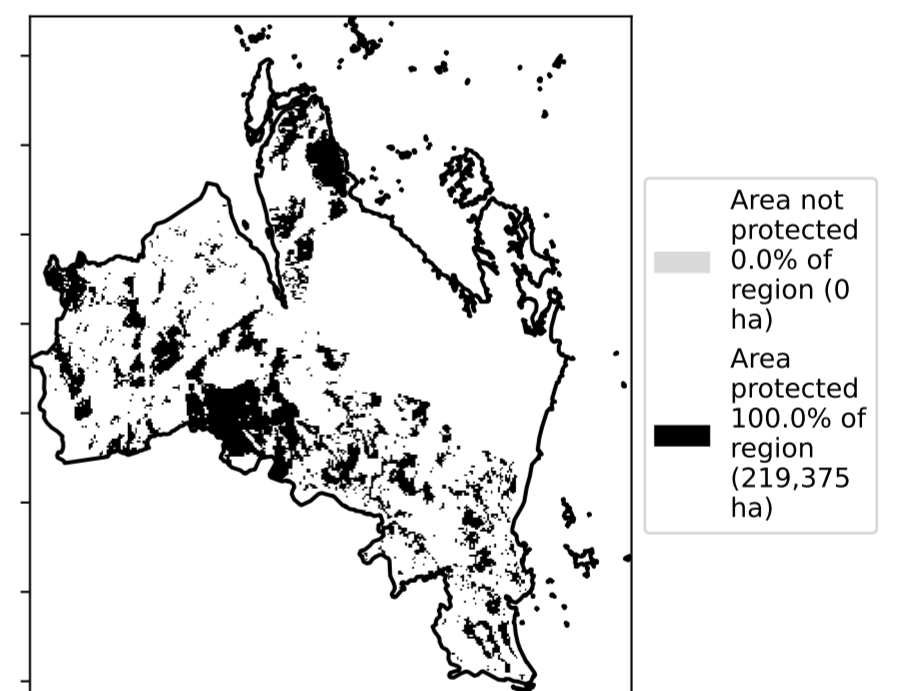 Area not
protected
0.0% of
region (0
ha)
Area
protected
100.0% of
region
(219,375
ha)